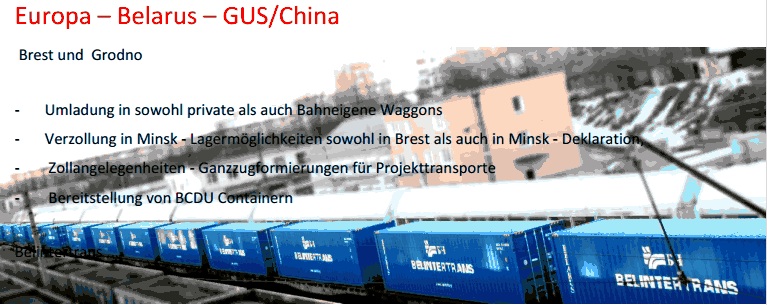 Europa – Belarus – GUS/China
Brest und Grodno
- Umladung in sowohl private als auch Bahneigene Waggons
- Verzollung in Minsk - Lagermöglichkeiten sowohl in Brest als auch in Minsk - Deklaration,
- Zollangelegenheiten - Ganzzugformierungen für Projekttransporte
- Bereitstellung von BCDU Containern
Belintertrans
BELINTERTRANS
BELINTERTRANS